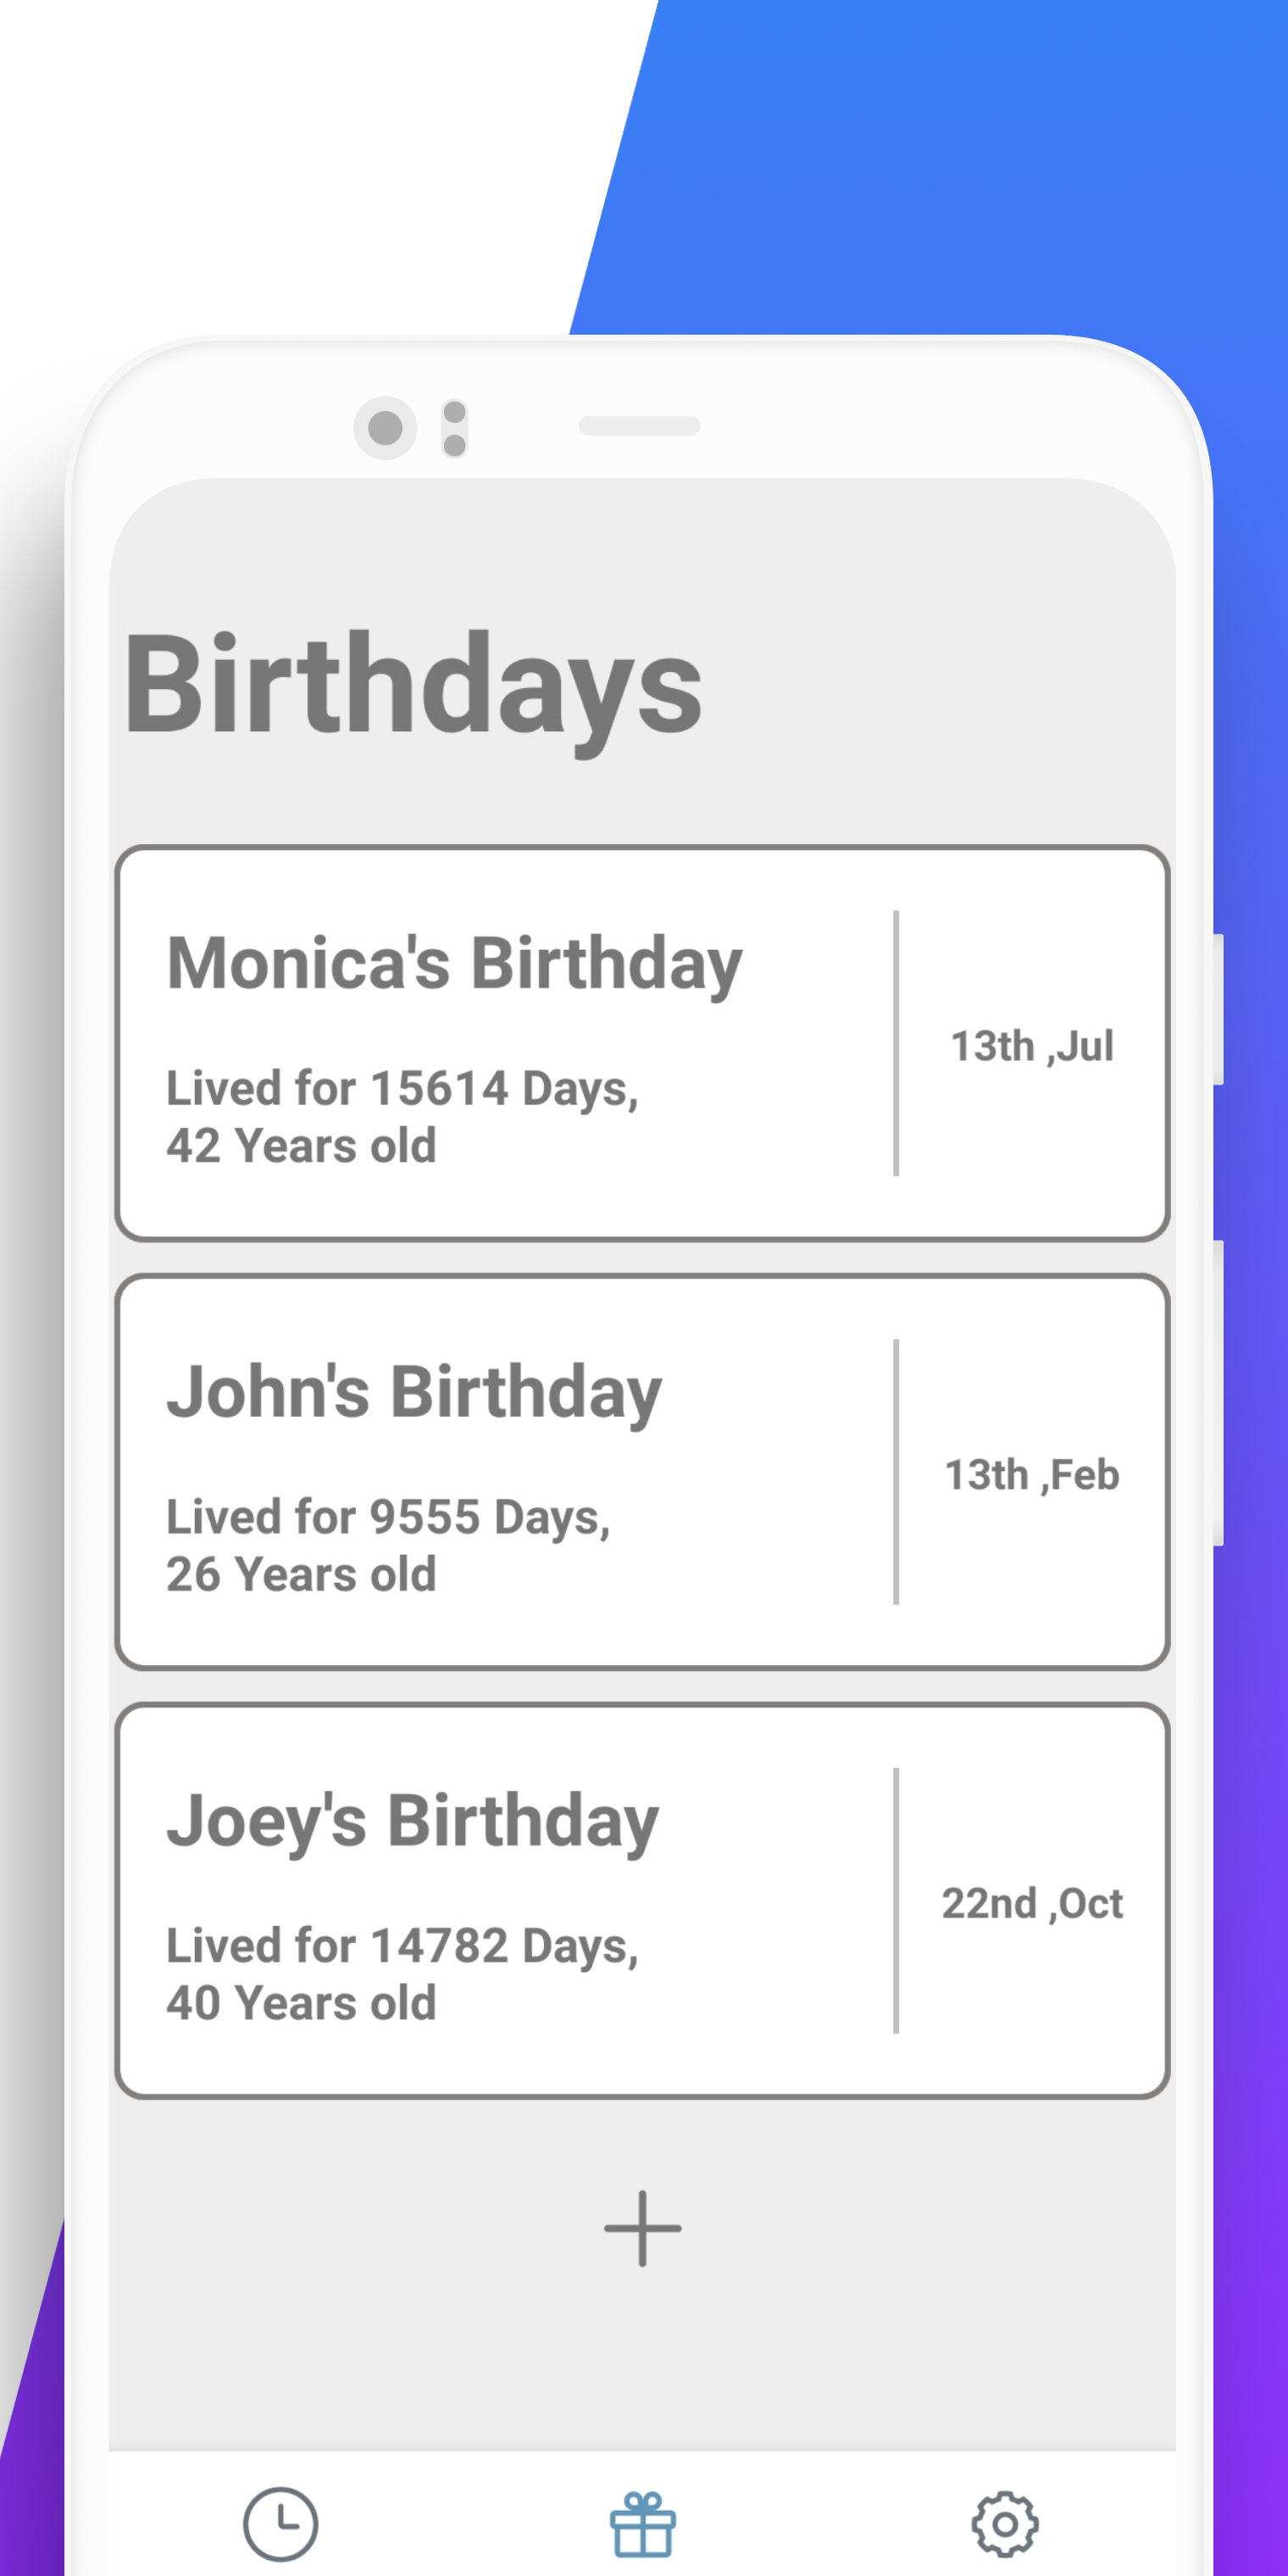 Birthdays
Monica's Birthday
Lived for 15614 Days,
42 Years old
13th ,Jul
John's Birthday
Lived for 9555 Days,
26 Years old
13th ,Feb
Joey's Birthday
Lived for 14782 Days,
40 Years old
22nd ,Oct